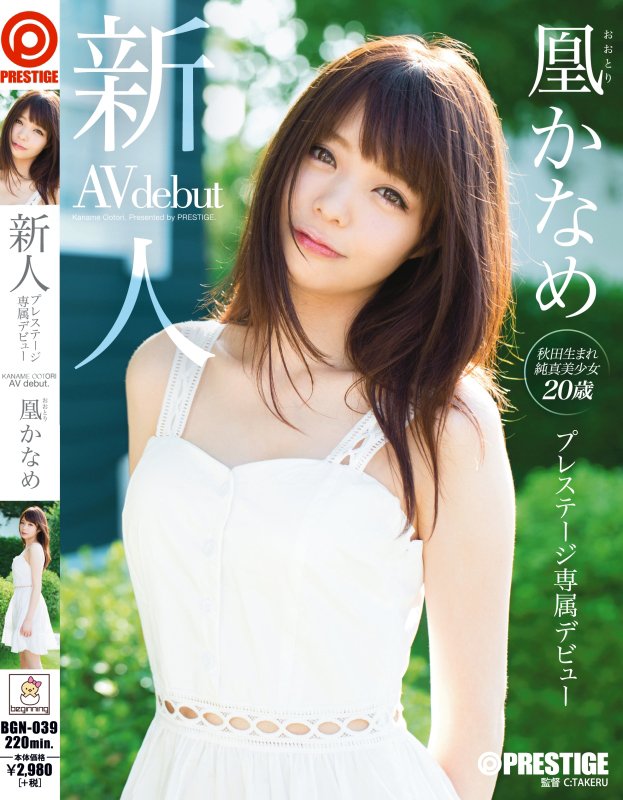 PRESTIGE
新人
プレステージ
専属デビュー
KANAME OOTORI
AV debut.
おおとり
凰かなめ
beginning
BGN-039
220min.
本体価格
¥2,980
[+税]
新人
AV debut
Kaname Ootori. Presented by PRESTIGE.
おおとり
凰かなめ
秋田生まれ
純真美少女
20歳
プレステージ専属デビュー
PRESTIGE
監督 C:TAKERU